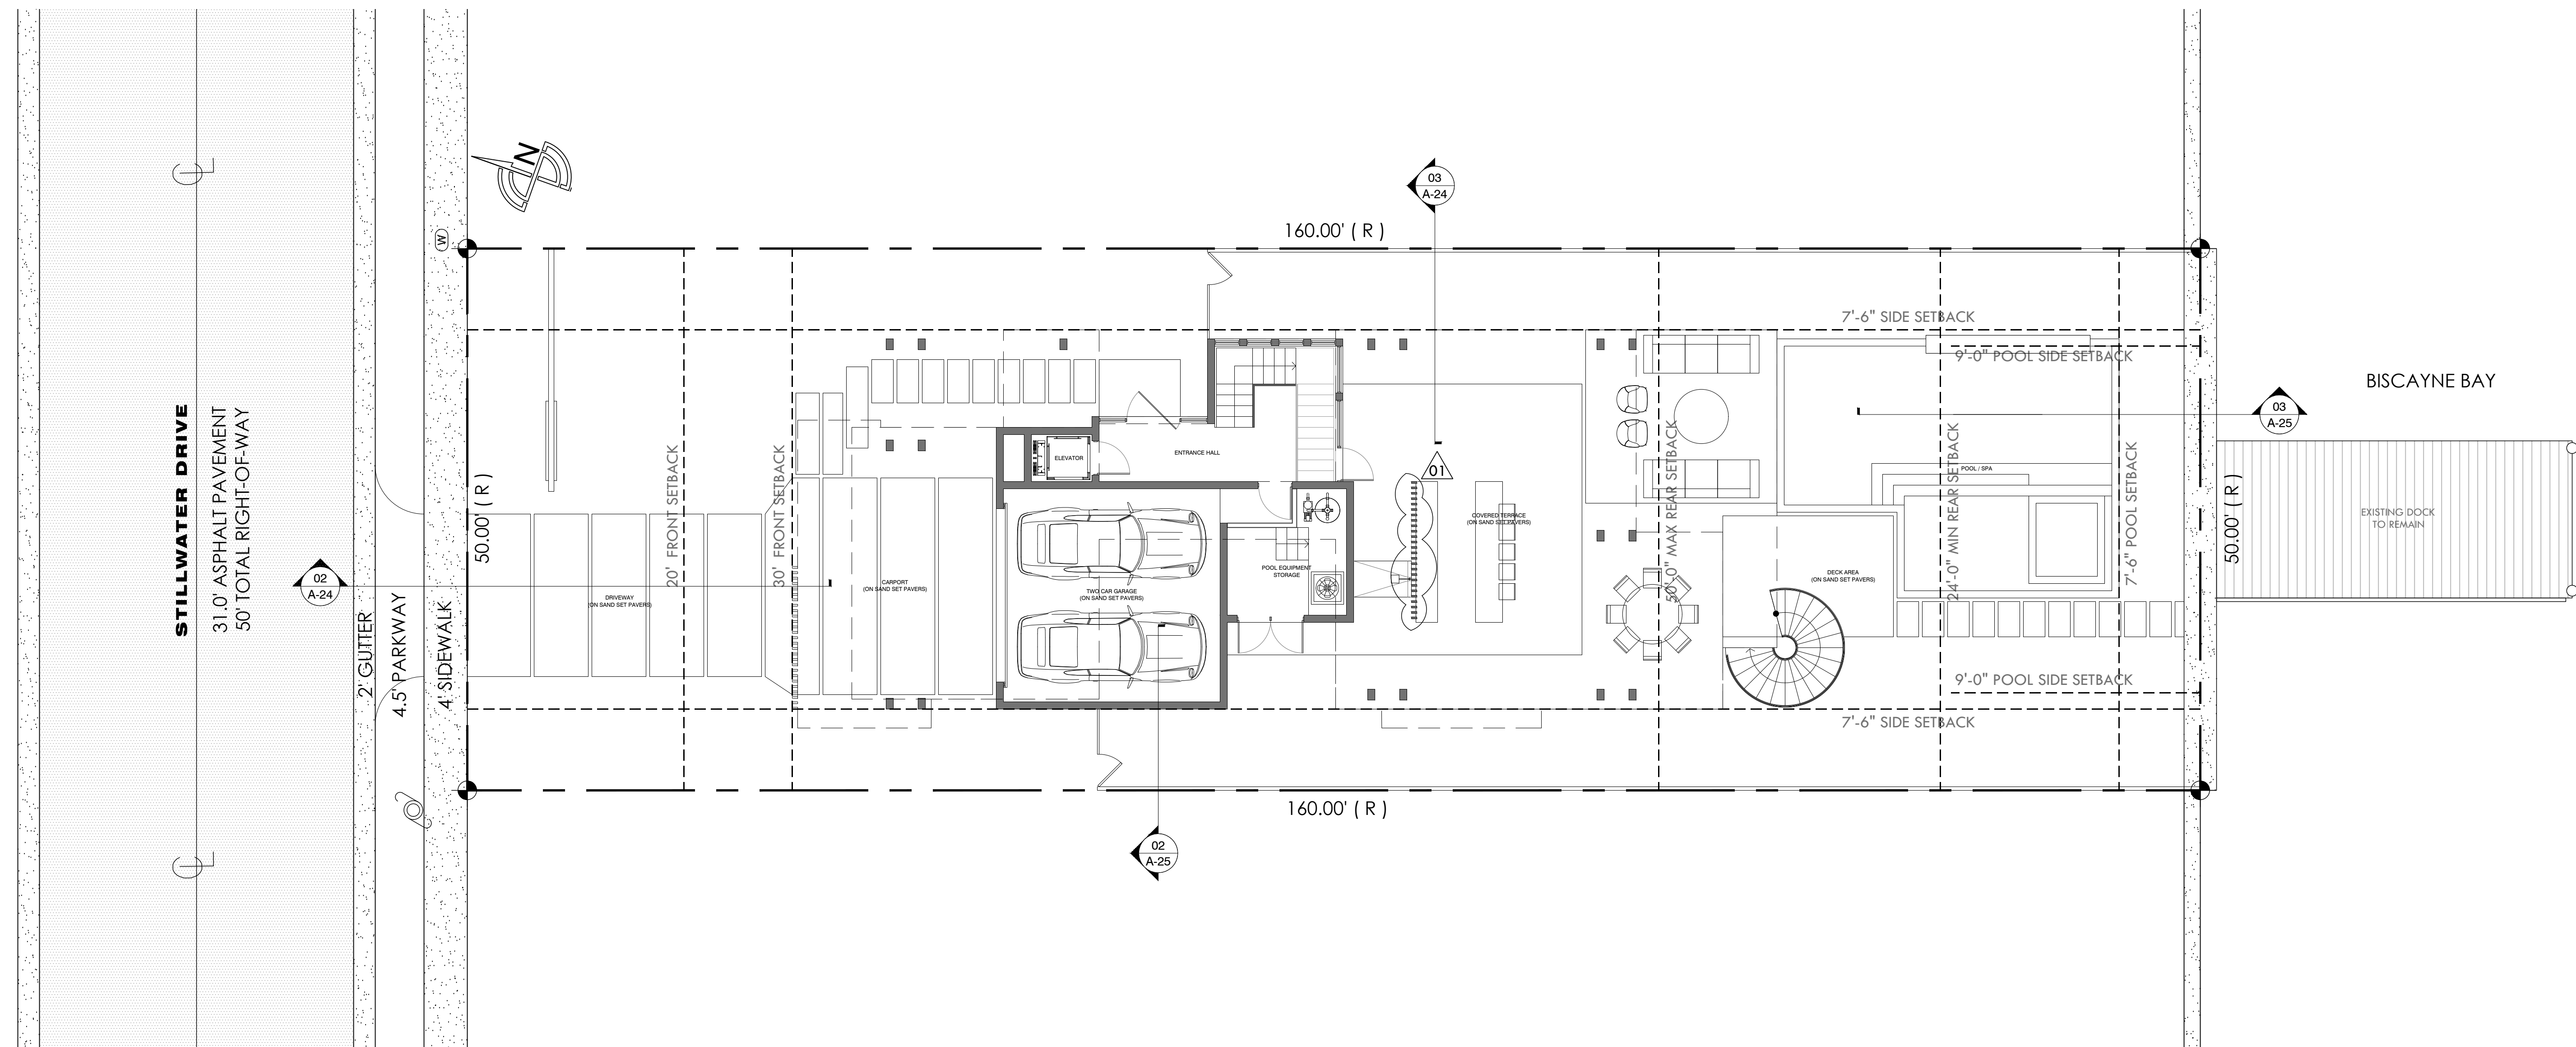 STILLWATER DRIVE
31.0' ASPHALT PAVEMENT
50' TOTAL RIGHT-OF-WAY
2' GUTTER
4.5' PARKWAY
4' SIDEWALK
W
N
02
A-24
50.00' ( R )
160.00' ( R )
03
A-24
20' FRONT SETBACK
30' FRONT SETBACK
DRIVEWAY
(ON SAND SET PAVERS)
CARPORT
(ON SAND SET PAVERS)
ELEVATOR
ENTRANCE HALL
TWO CAR GARAGE
(ON SAND SET PAVERS)
POOL EQUIPMENT
STORAGE
01
COVERED TERRACE
(ON SAND SET PAVERS)
50'-0" MAX REAR SETBACK
DECK AREA
(ON SAND SET PAVERS)
7'-6" SIDE SETBACK
9'-0" POOL SIDE SETBACK
POOL / SPA
24'-0" MIN REAR SETBACK
7'-6" POOL SETBACK
9'-0" POOL SIDE SETBACK
7'-6" SIDE SETBACK
50.00' ( R )
03
A-25
BISCAYNE BAY
EXISTING DOCK
TO REMAIN
160.00' ( R )
02
A-25